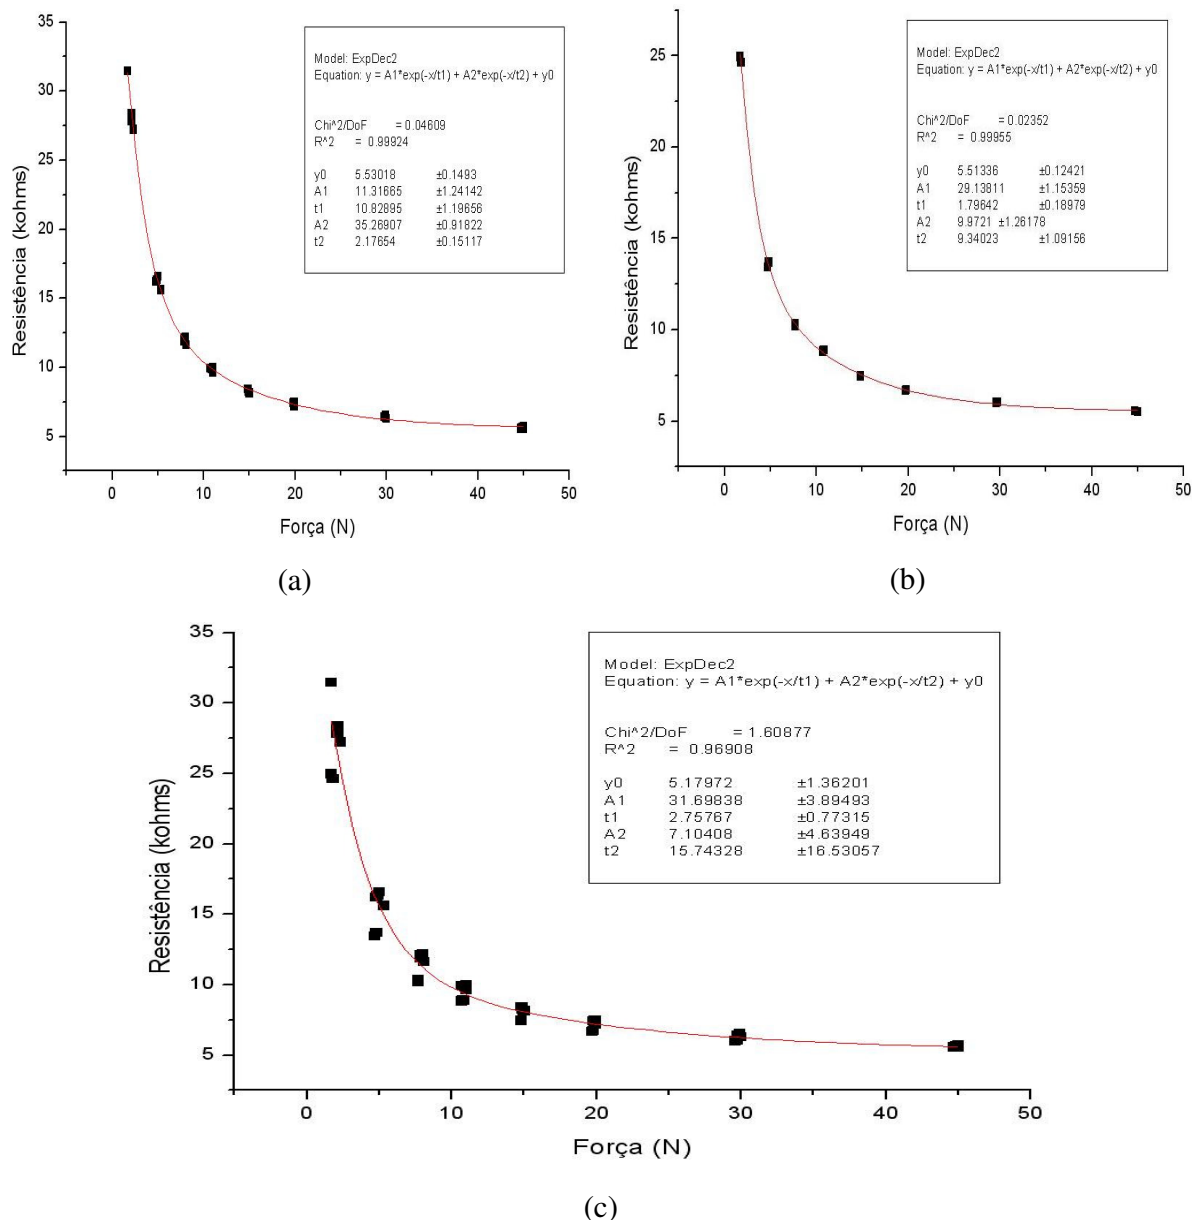 35
30
25
20
15
10
5
Resistência (kohms)
Model: ExpDec2
Equation: y = A1*exp(-x/t1) + A2*exp(-x/t2) + y0
Chi^2/DoF = 0.04609
R^2 = 0.99924
y0 5.53018 ±0.1493
A1 11.31665 ±1.24142
t1 10.82895 ±1.19656
A2 35.26907 ±0.91822
t2 2.17654 ±0.15117
0 10 20 30 40 50
Força (N)
(a)
25
20
15
10
5
Resistência (kohms)
Model: ExpDec2
Equation: y = A1*exp(-x/t1) + A2*exp(-x/t2) + y0
Chi^2/DoF = 0.02352
R^2 = 0.99955
y0 5.51336 ±0.12421
A1 29.13811 ±1.15359
t1 1.79642 ±0.18979
A2 9.9721 ±1.26178
t2 9.34023 ±1.09156
0 10 20 30 40 50
Força (N)
(b)
35
30
25
20
15
10
5
Resistência (kohms)
Model: ExpDec2
Equation: y = A1*exp(-x/t1) + A2*exp(-x/t2) + y0
Chi^2/DoF = 1.60877
R^2 = 0.96908
y0 5.17972 ±1.36201
A1 31.69838 ±3.89493
t1 2.75767 ±0.77315
A2 7.10408 ±4.63949
t2 15.74328 ±16.53057
0 10 20 30 40 50
Força (N)
(c)